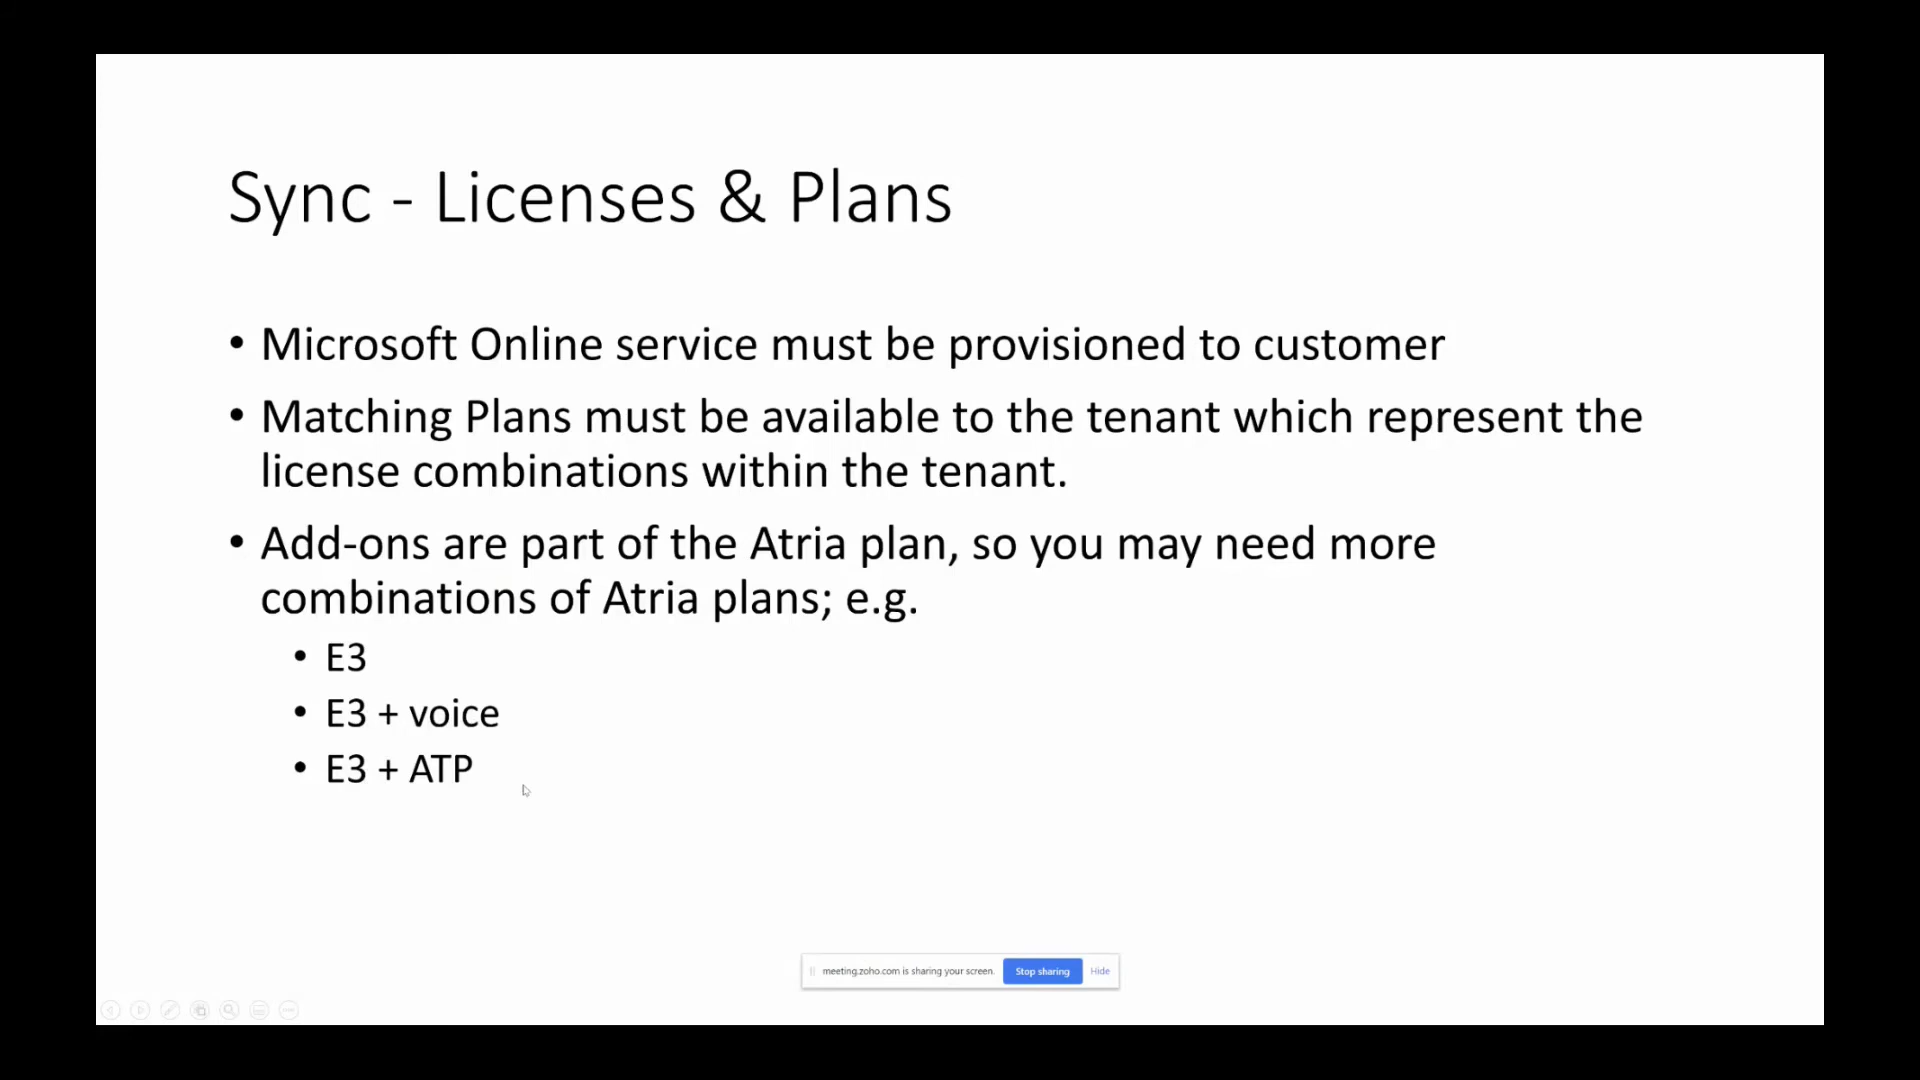 Sync - Licenses & Plans
• Microsoft Online service must be provisioned to customer
• Matching Plans must be available to the tenant which represent the
license combinations within the tenant.
• Add-ons are part of the Atria plan, so you may need more
combinations of Atria plans; e.g.
• E3
• E3 + voice
• E3 + ATP
meeting.zoho.com is sharing your screen. Stop sharing Hide